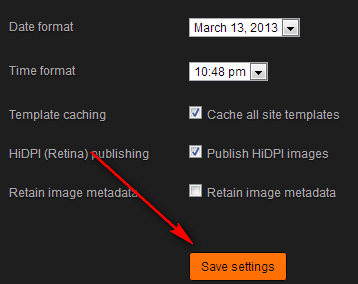 Date format March 13, 2013
Time format 10:48 pm
Template caching Cache all site templates
HiDPI (Retina) publishing Publish HiDPI images
Retain image metadata Retain image metadata
Save settings